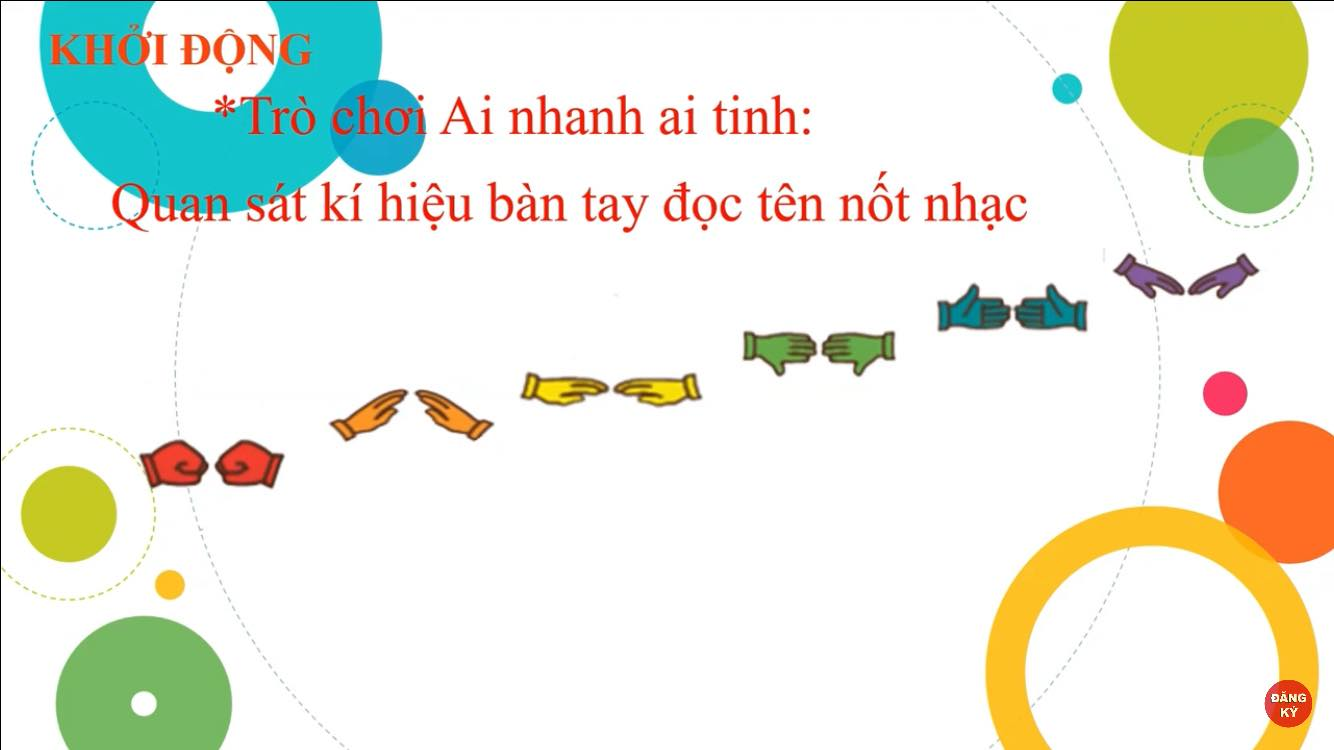 KHỞI ĐỘNG
*Trò chơi Ai nhanh ai tinh:
Quan sát kí hiệu bàn tay đọc tên nốt nhạc
ĐĂNG
KÝ